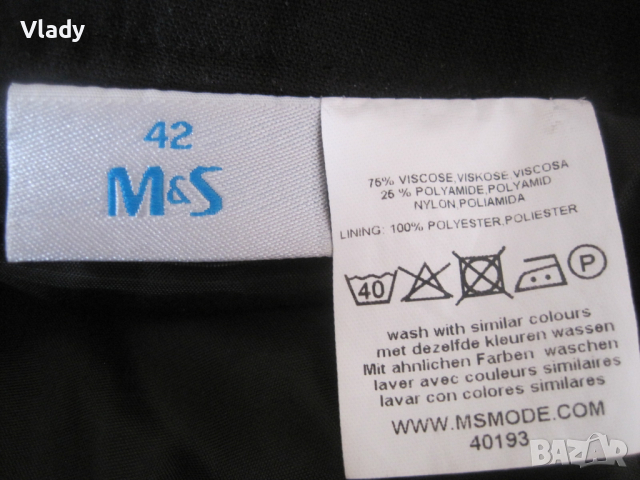 Vlady
42
M&S
75% VISCOSE,VISKOSE,VISCOSA
25 % POLYAMIDE,POLYAMID
NYLON POLIAMIDA
LINING: 100% POLYESTER,POLIESTER
40
P
wash with similar colours
met dezelfde kleuren wassen
Mit ähnlichen Farben waschen
laver avec couleurs similaires
lavar con colores similares
WWW.MSMODE.COM
40193
BAZAR